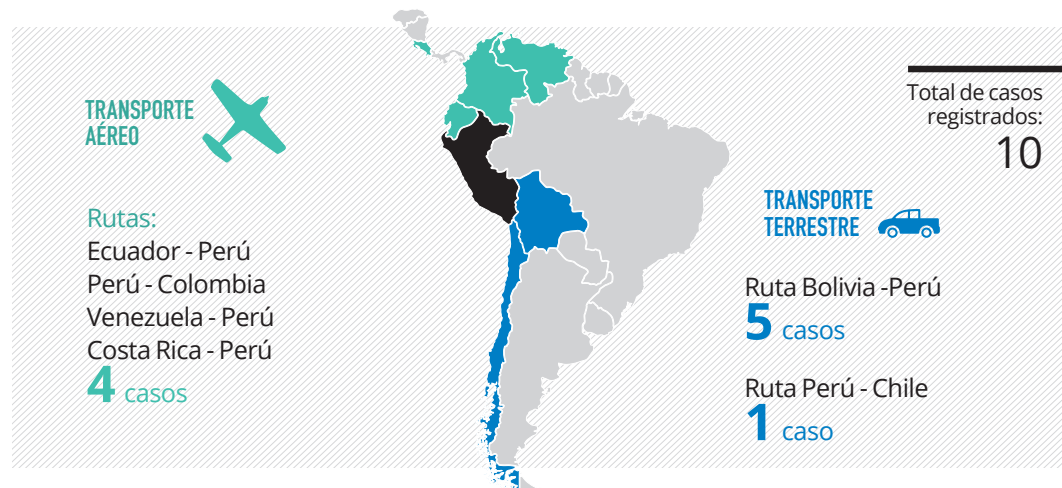 TRANSPORTE
AÉREO
Rutas:
Ecuador - Perú
Perú - Colombia
Venezuela - Perú
Costa Rica - Perú
4 casos
Total de casos
registrados:
10
TRANSPORTE
TERRESTRE
Ruta Bolivia -Perú
5 casos
Ruta Perú - Chile
1 caso